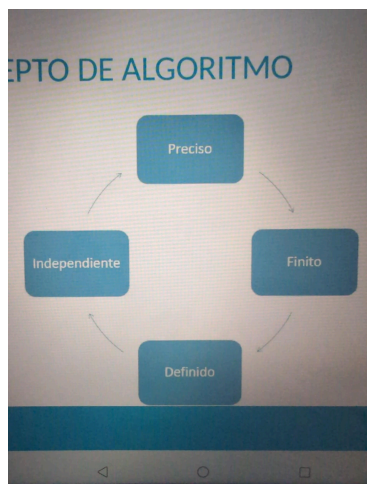 EPTO DE ALGORITMO
Preciso
Independiente
Finito
Definido